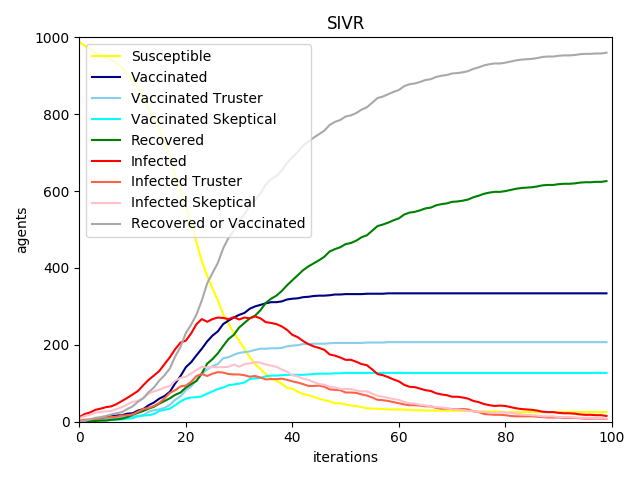 SIVR
1000
800
600
400
200
0
agents
Susceptible
Vaccinated
Vaccinated Truster
Vaccinated Skeptical
Recovered
Infected
Infected Truster
Infected Skeptical
Recovered or Vaccinated
0 20 40 60 80 100
iterations